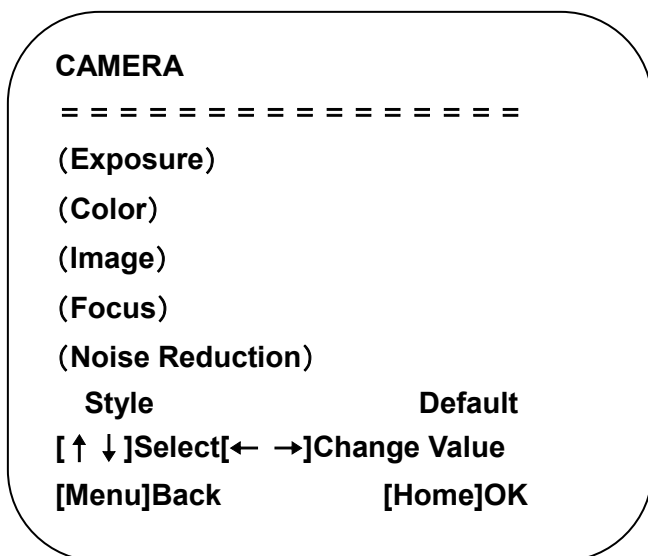 CAMERA
= = = = = = = = = = = = = = = =
（Exposure）
（Color）
（Image）
（Focus）
（Noise Reduction）
Style Default
[↑ ↓]Select[← →]Change Value
[Menu]Back [Home]OK